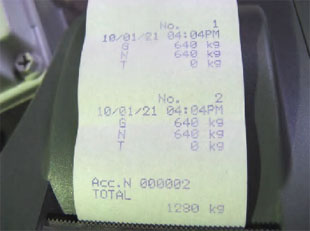 No. 1
10/01/21 04:04PM
G 640 kg
N 640 kg
T 0 kg
No. 2
10/01/21 04:04PM
G 640 kg
N 640 kg
T 0 kg
Acc.N 000002
TOTAL
1280 kg